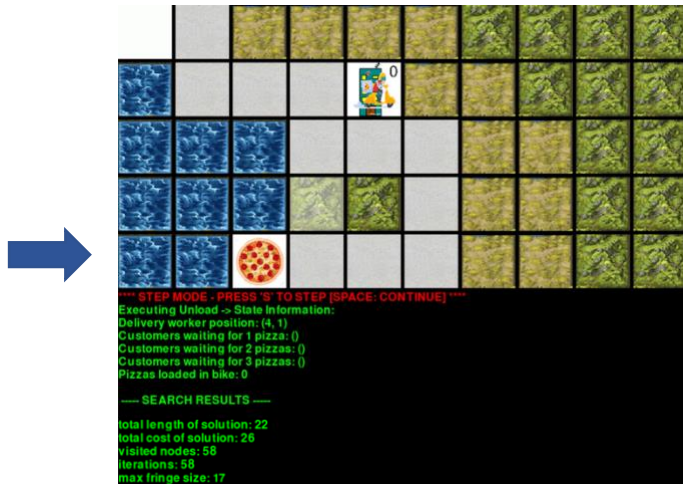 0
**** STEP MODE - PRESS 'S' TO STEP [SPACE: CONTINUE] ****
Executing Unload -> State Information:
Delivery worker position: (4, 1)
Customers waiting for 1 pizza: ()
Customers waiting for 2 pizzas: ()
Customers waiting for 3 pizzas: ()
Pizzas loaded in bike: 0
----- SEARCH RESULTS -----
total length of solution: 22
total cost of solution: 26
visited nodes: 58
iterations: 58
max fringe size: 17